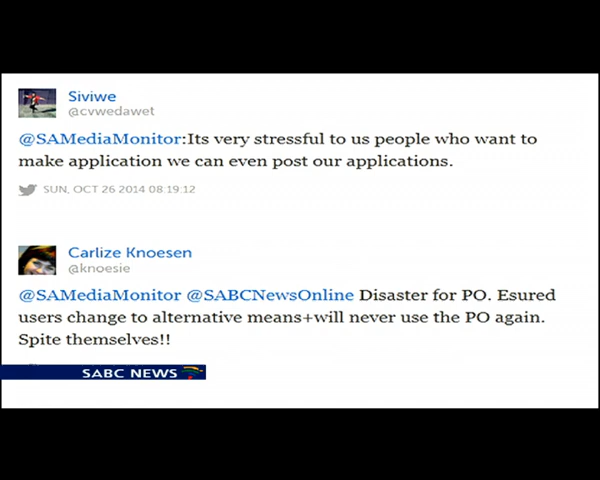 Siviwe
@cvwedawet
@SAMediaMonitor:Its very stressful to us people who want to
make application we can even post our applications.
SUN, OCT 26 2014 08:19:12
Carlize Knoesen
@knoesie
@SAMediaMonitor @SABCNewsOnline Disaster for PO. Esured
users change to alternative means+will never use the PO again.
Spite themselves!!
SABC NEWS